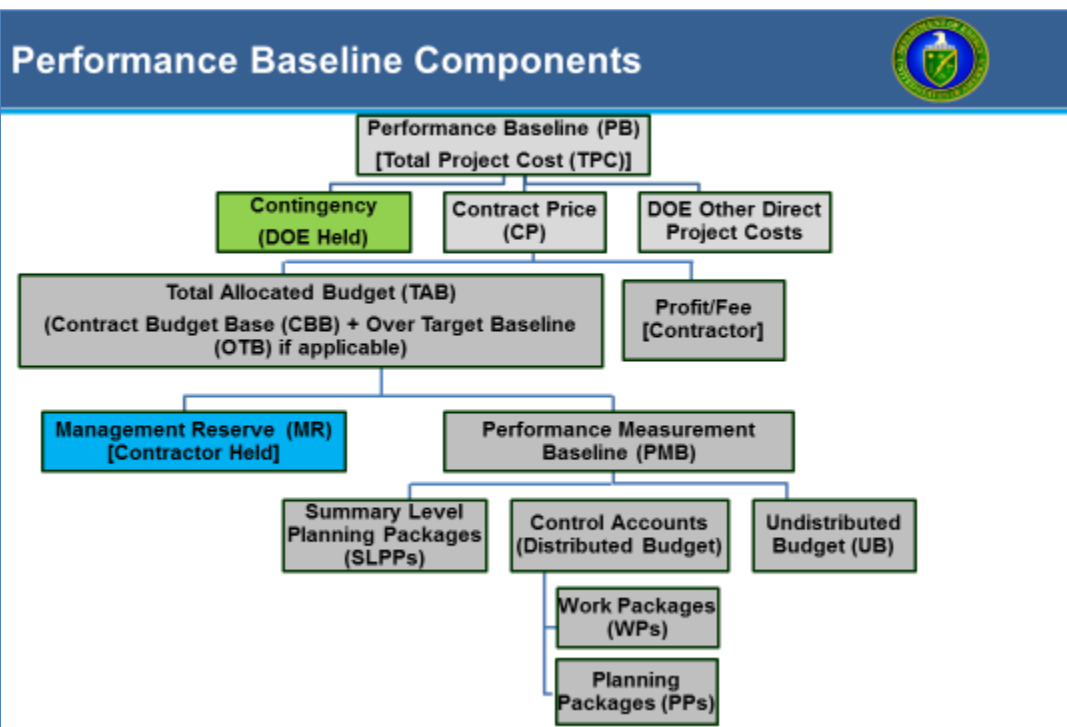 Performance Baseline Components
Performance Baseline (PB)
[Total Project Cost (TPC)]
Contingency
(DOE Held)
Contract Price
(CP)
DOE Other Direct
Project Costs
Total Allocated Budget (TAB)
(Contract Budget Base (CBB) + Over Target Baseline
(OTB) if applicable)
Profit/Fee
[Contractor]
Management Reserve (MR)
[Contractor Held]
Performance Measurement
Baseline (PMB)
Summary Level
Planning Packages
(SLPPs)
Control Accounts
(Distributed Budget)
Undistributed
Budget (UB)
Work Packages
(WPs)
Planning
Packages (PPs)